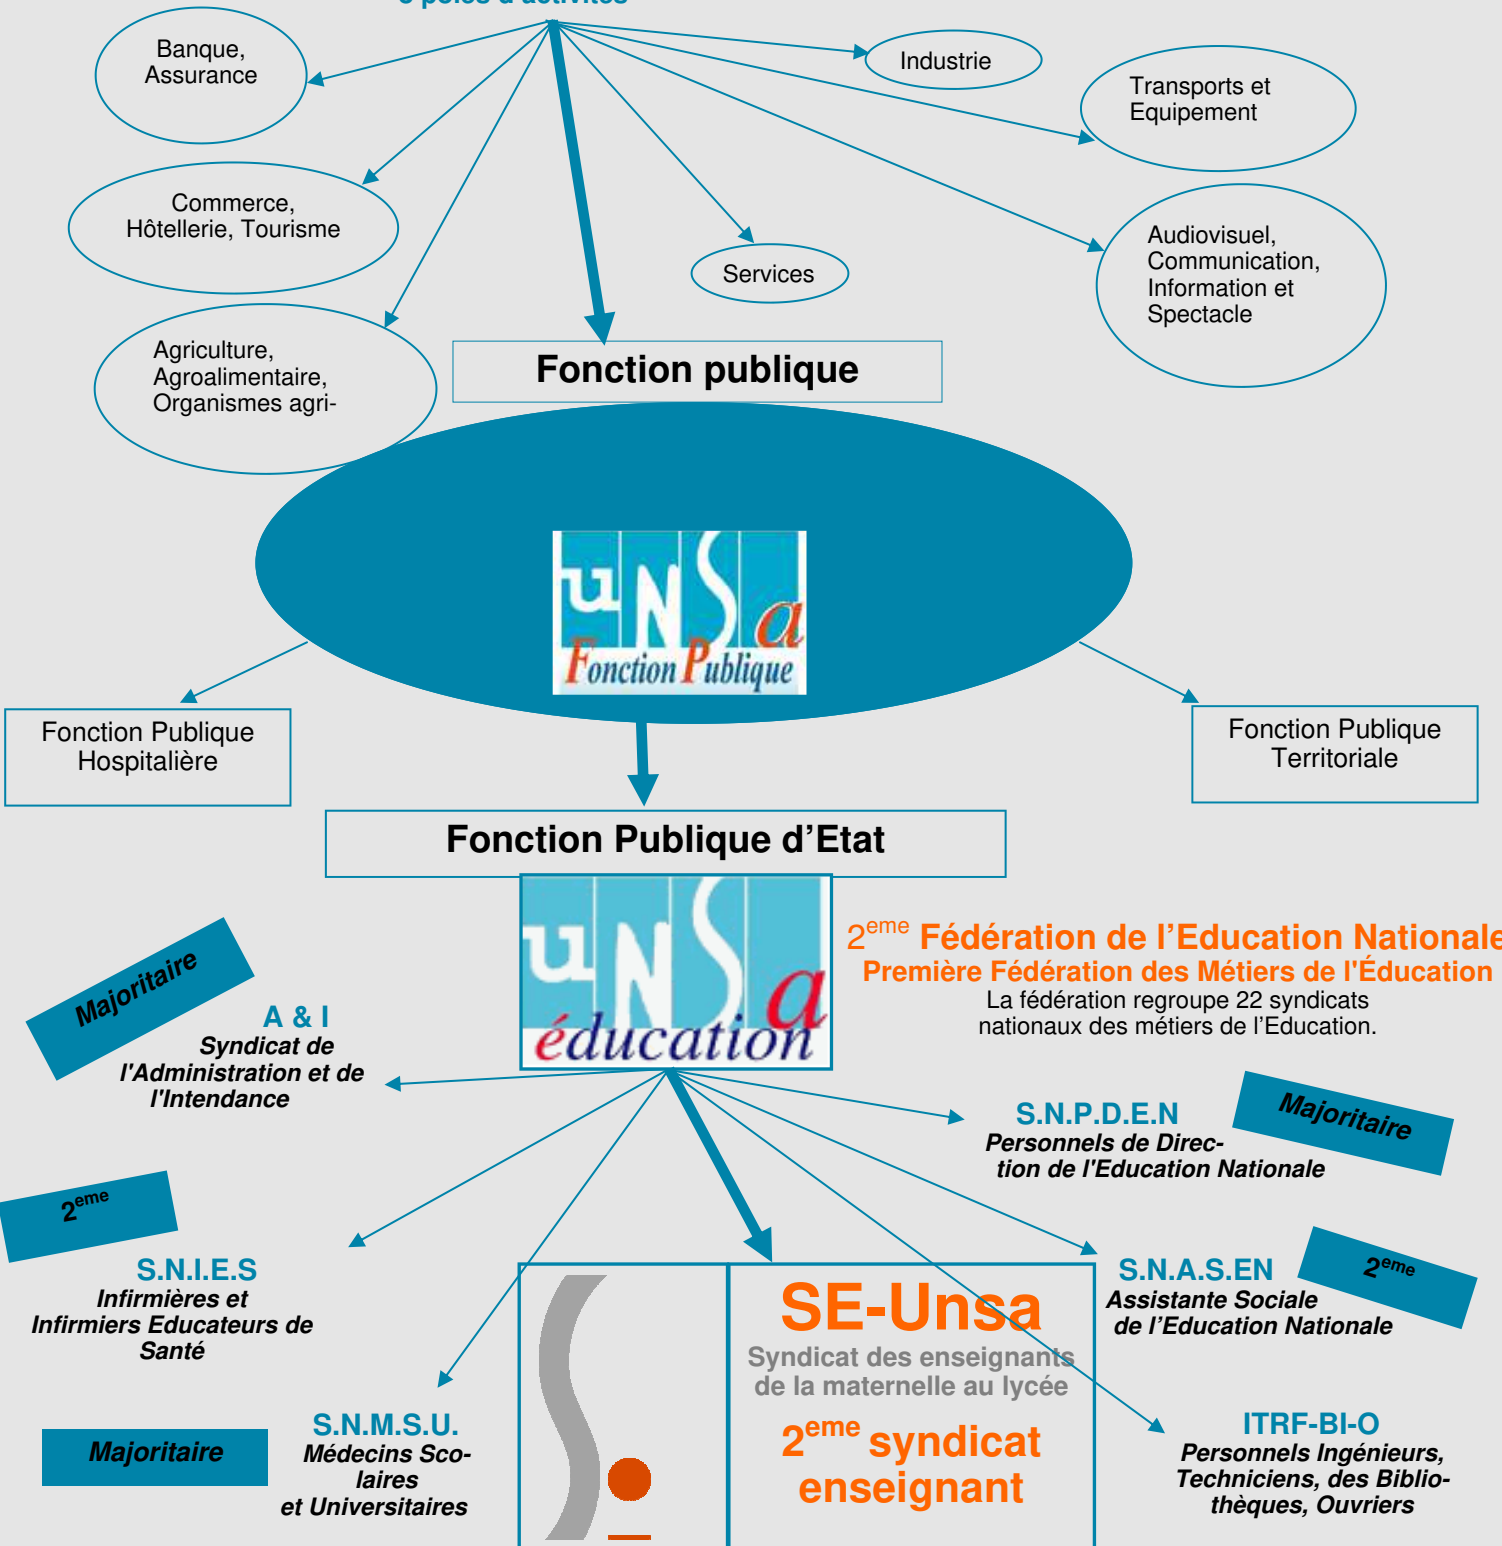 Banque,
Assurance
Industrie
Transports et
Equipement
Commerce,
Hôtellerie, Tourisme
Audiovisuel,
Communication,
Information et
Spectacle
Services
Agriculture,
Agroalimentaire,
Organismes agri-
Fonction publique
uNSa
Fonction Publique
Fonction Publique
Hospitalière
Fonction Publique
Territoriale
Fonction Publique d’Etat
uNSa
éducation
2eme Fédération de l’Education Nationale
Première Fédération des Métiers de l'Éducation
La fédération regroupe 22 syndicats
nationaux des métiers de l’Education.
Majoritaire
A & I
Syndicat de
l'Administration et de
l'Intendance
S.N.P.D.E.N
Personnels de Direc-
tion de l'Education Nationale
Majoritaire
2eme
S.N.I.E.S
Infirmières et
Infirmiers Educateurs de
Santé
SE-Unsa
Syndicat des enseignants
de la maternelle au lycée
2eme syndicat
enseignant
S.N.A.S.EN
Assistante Sociale
de l’Education Nationale
2eme
Majoritaire
S.N.M.S.U.
Médecins Sco-
laires
et Universitaires
ITRF-BI-O
Personnels Ingénieurs,
Techniciens, des Biblio-
thèques, Ouvriers